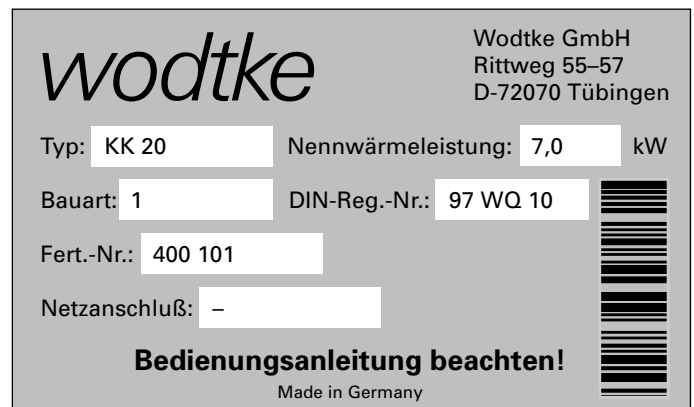 wodtke
Wodtke GmbH
Rittweg 55–57
D-72070 Tübingen
Typ: KK 20 Nennwärmeleistung: 7,0 kW
Bauart: 1 DIN-Reg.-Nr.: 97 WQ 10
Fert.-Nr.: 400 101
Netzanschluß: –
Bedienungsanleitung beachten!
Made in Germany